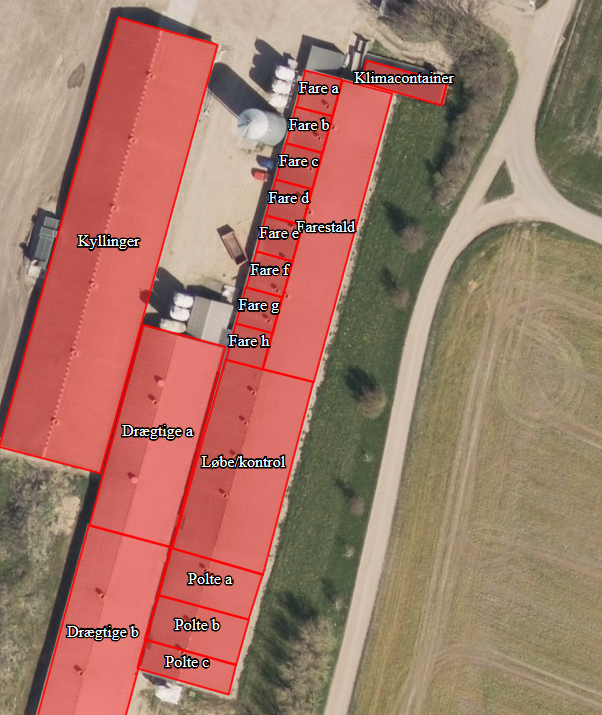 Klimacontainer
Fare a
Fare b
Fare c
Fare d
Farestald
Fare e
Kyllinger
Fare f
Fare g
Fare h
Drægtige a
Løbe/kontrol
Polte a
Polte b
Drægtige b
Polte c